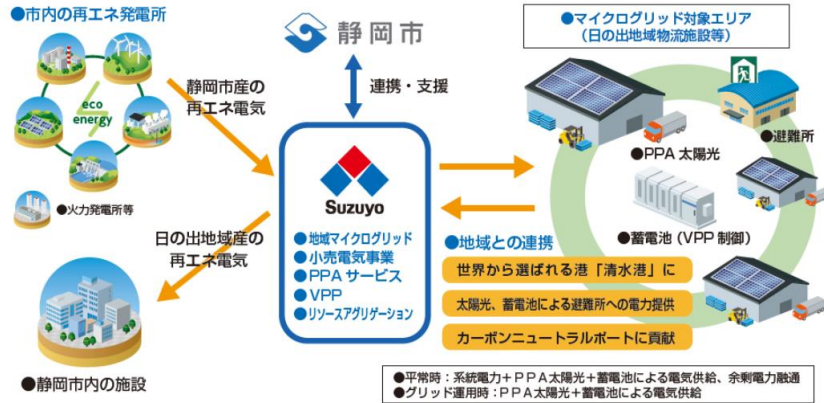 ●市内の再エネ発電所
eco
energy
●火力発電所等
静岡市産の
再エネ電気
日の出地域産の
再エネ電気
●静岡市内の施設
静岡市
連携・支援
Suzuyo
●地域マイクログリッド
●小売電気事業
●PPAサービス
●VPP
●リソースアグリゲーション
●マイクログリッド対象エリア
（日の出地域物流施設等）
●PPA太陽光
●避難所
●蓄電池（VPP制御）
●地域との連携
世界から選ばれる港「清水港」に
太陽光、蓄電池による避難所への電力提供
カーボンニュートラルポートに貢献
●平常時：系統電力＋PPA太陽光＋蓄電池による電気供給、余剰電力融通
●グリッド運用時：PPA太陽光＋蓄電池による電気供給